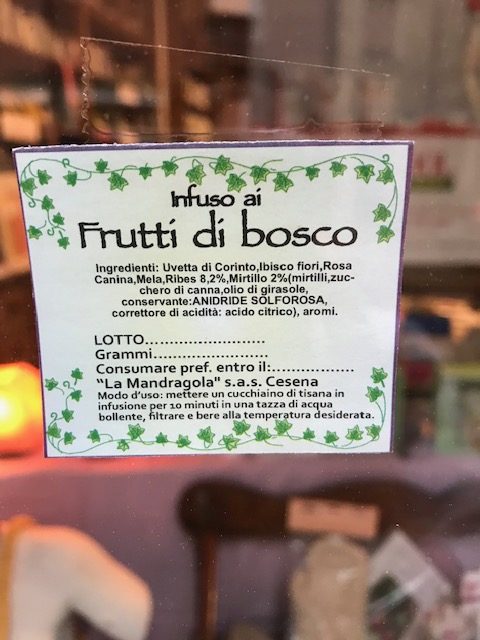 Infuso ai
Frutti di bosco
Ingredienti: Uvetta di Corinto,Ibisco fiori,Rosa
Canina,Mela,Ribes 8,2%,Mirtillo 2%(mirtilli,zuc-
chero di canna,olio di girasole,
conservante:ANIDRIDE SOLFOROSA,
correttore di acidità: acido citrico), aromi.
LOTTO........................
Grammi.......................
Consumare pref. entro il:.................
“La Mandragola" s.a.s. Cesena
Modo d'uso: mettere un cucchiaino di tisana in
infusione per 10 minuti in una tazza di acqua
bollente, filtrare e bere alla temperatura desiderata.